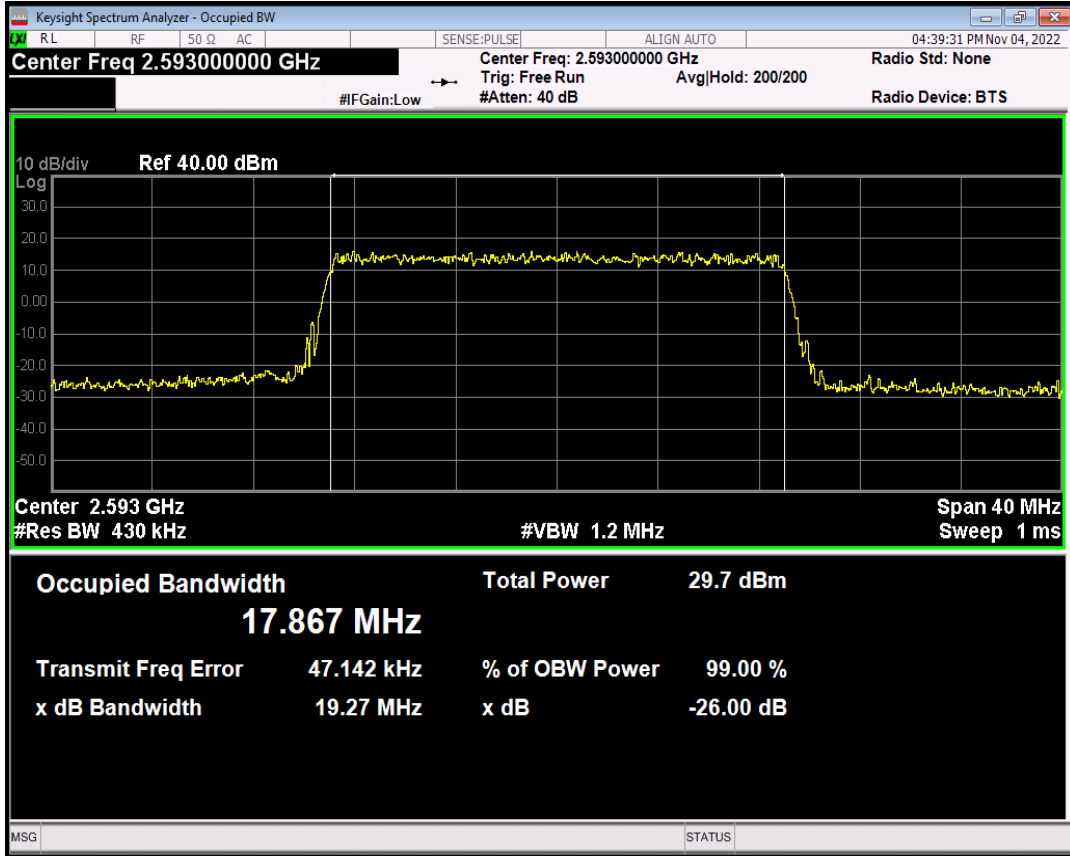 Keysight Spectrum Analyzer - Occupied BW
LXI RL RF 50 Ω AC SENSE:PULSE ALIGN AUTO 04:39:31 PM Nov 04, 2022
Center Freq 2.593000000 GHz Center Freq: 2.593000000 GHz Radio Std: None
Trig: Free Run Avg|Hold: 200/200
#IFGain:Low #Atten: 40 dB Radio Device: BTS
10 dB/div Ref 40.00 dBm
Log
30.0
20.0
10.0
0.00
-10.0
-20.0
-30.0
-40.0
-50.0
Center 2.593 GHz Span 40 MHz
#Res BW 430 kHz #VBW 1.2 MHz Sweep 1 ms
Occupied Bandwidth Total Power 29.7 dBm
17.867 MHz
Transmit Freq Error 47.142 kHz % of OBW Power 99.00 %
x dB Bandwidth 19.27 MHz x dB -26.00 dB
MSG STATUS